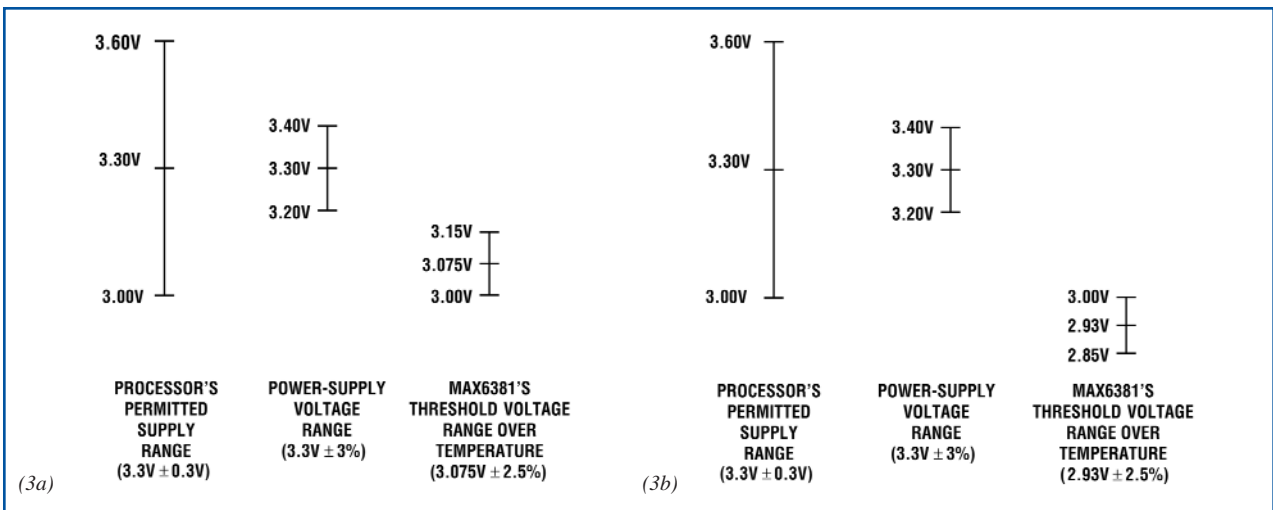 3.60V
3.30V
3.00V
3.40V
3.30V
3.20V
3.15V
3.075V
3.00V
PROCESSOR'S
PERMITTED
SUPPLY
RANGE
(3.3V ± 0.3V)
POWER-SUPPLY
VOLTAGE
RANGE
(3.3V ± 3%)
MAX6381'S
THRESHOLD VOLTAGE
RANGE OVER
TEMPERATURE
(3.075V ± 2.5%)
(3a)
3.60V
3.30V
3.00V
3.40V
3.30V
3.20V
3.00V
2.93V
2.85V
PROCESSOR'S
PERMITTED
SUPPLY
RANGE
(3.3V ± 0.3V)
POWER-SUPPLY
VOLTAGE
RANGE
(3.3V ± 3%)
MAX6381'S
THRESHOLD VOLTAGE
RANGE OVER
TEMPERATURE
(2.93V ± 2.5%)
(3b)